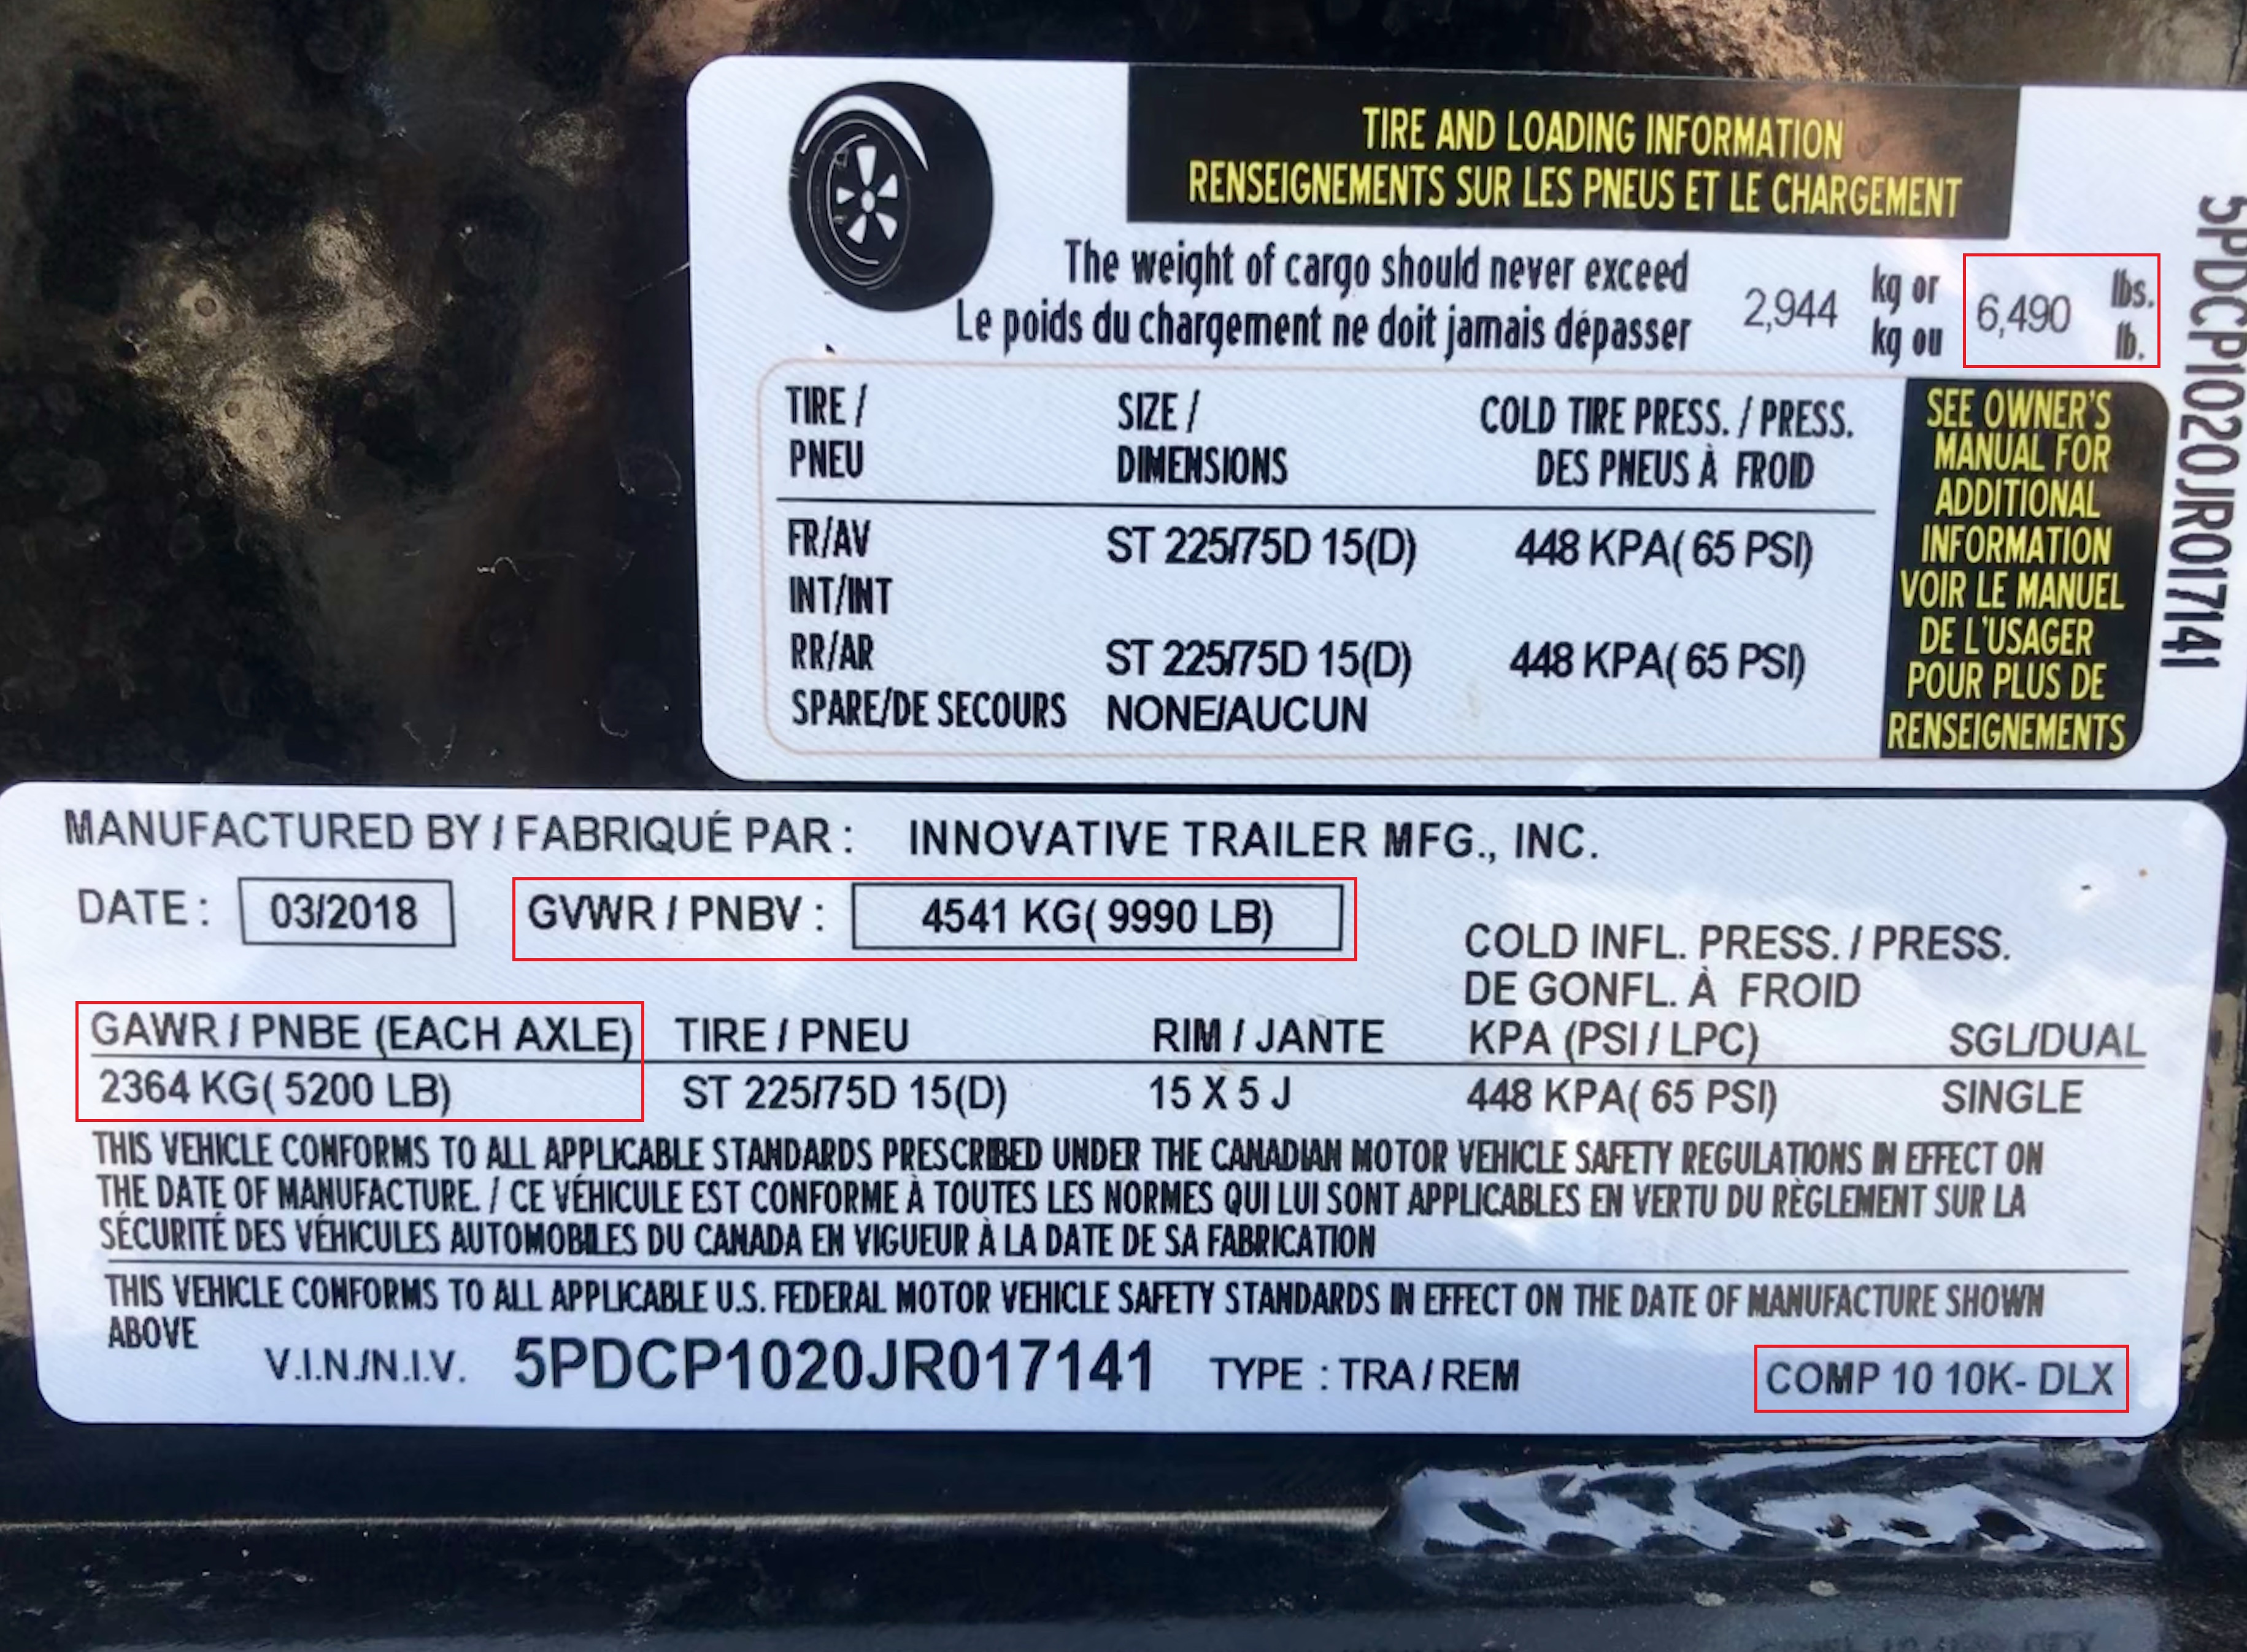 TIRE AND LOADING INFORMATION
RENSEIGNEMENTS SUR LES PNEUS ET LE CHARGEMENT
The weight of cargo should never exceed
Le poids du chargement ne doit jamais dépasser
2,944 kg or kg ou 6,490 lbs. lb.
TIRE / PNEU SIZE / DIMENSIONS COLD TIRE PRESS. / PRESS. DES PNEUS À FROID
FR/AV ST 225/75D 15(D) 448 KPA( 65 PSI)
INT/INT
RR/AR ST 225/75D 15(D) 448 KPA( 65 PSI)
SPARE/DE SECOURS NONE/AUCUN
SEE OWNER'S
MANUAL FOR
ADDITIONAL
INFORMATION
VOIR LE MANUEL
DE L'USAGER
POUR PLUS DE
RENSEIGNEMENTS
5PDCP1020JR017141
MANUFACTURED BY / FABRIQUÉ PAR : INNOVATIVE TRAILER MFG., INC.
DATE : 03/2018 GVWR / PNBV : 4541 KG( 9990 LB)
COLD INFL. PRESS. / PRESS.
DE GONFL. À FROID
GAWR / PNBE (EACH AXLE) TIRE / PNEU RIM / JANTE KPA (PSI / LPC) SGL/DUAL
2364 KG( 5200 LB) ST 225/75D 15(D) 15 X 5 J 448 KPA( 65 PSI) SINGLE
THIS VEHICLE CONFORMS TO ALL APPLICABLE STANDARDS PRESCRIBED UNDER THE CANADIAN MOTOR VEHICLE SAFETY REGULATIONS IN EFFECT ON
THE DATE OF MANUFACTURE. / CE VÉHICULE EST CONFORME À TOUTES LES NORMES QUI LUI SONT APPLICABLES EN VERTU DU RÈGLEMENT SUR LA
SÉCURITÉ DES VÉHICULES AUTOMOBILES DU CANADA EN VIGUEUR À LA DATE DE SA FABRICATION
THIS VEHICLE CONFORMS TO ALL APPLICABLE U.S. FEDERAL MOTOR VEHICLE SAFETY STANDARDS IN EFFECT ON THE DATE OF MANUFACTURE SHOWN
ABOVE
V.I.N./N.I.V. 5PDCP1020JR017141 TYPE : TRA / REM COMP 10 10K- DLX